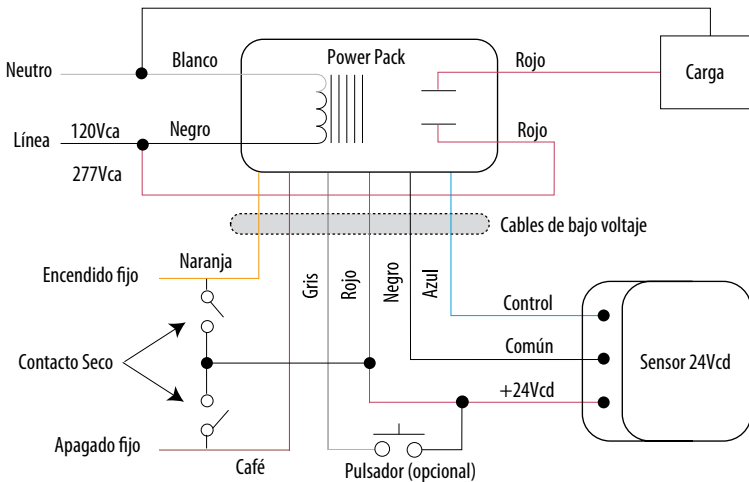 Neutro
Blanco
Power Pack
Rojo
Carga
Línea
120Vca
Negro
Rojo
277Vca
Cables de bajo voltaje
Naranja
Encendido fijo
Gris
Rojo
Negro
Azul
Control
Contacto Seco
Común
Sensor 24Vcd
+24Vcd
Apagado fijo
Café
Pulsador (opcional)